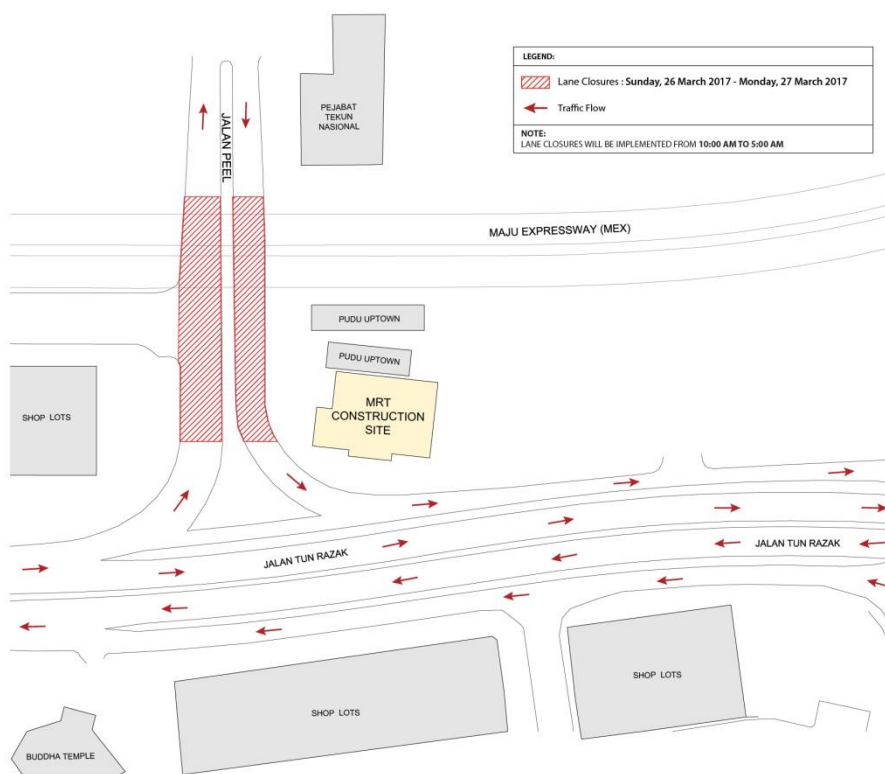 LEGEND:
Lane Closures : Sunday, 26 March 2017 - Monday, 27 March 2017
Traffic Flow
NOTE:
LANE CLOSURES WILL BE IMPLEMENTED FROM 10:00 AM TO 5:00 AM
PEJABAT
TEKUN
NASIONAL
JALAN PEEL
MAJU EXPRESSWAY (MEX)
PUDU UPTOWN
PUDU UPTOWN
MRT
CONSTRUCTION
SITE
SHOP LOTS
JALAN TUN RAZAK
JALAN TUN RAZAK
SHOP LOTS
SHOP LOTS
BUDDHA TEMPLE